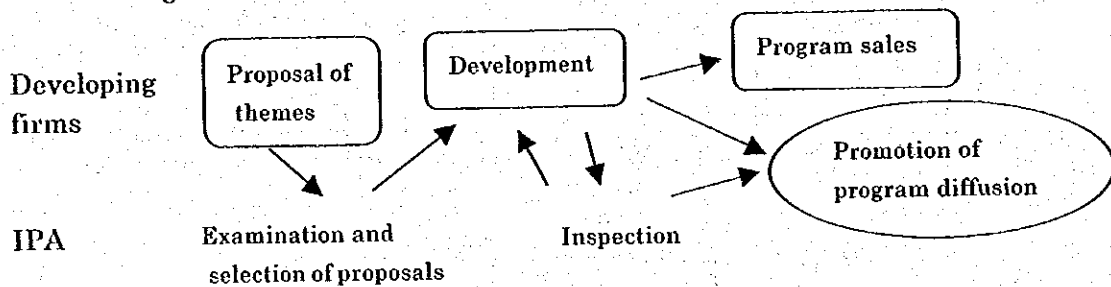 Proposal of
themes
Development
Program sales
Developing
firms
Promotion of
program diffusion
IPA
Examination and
selection of proposals
Inspection